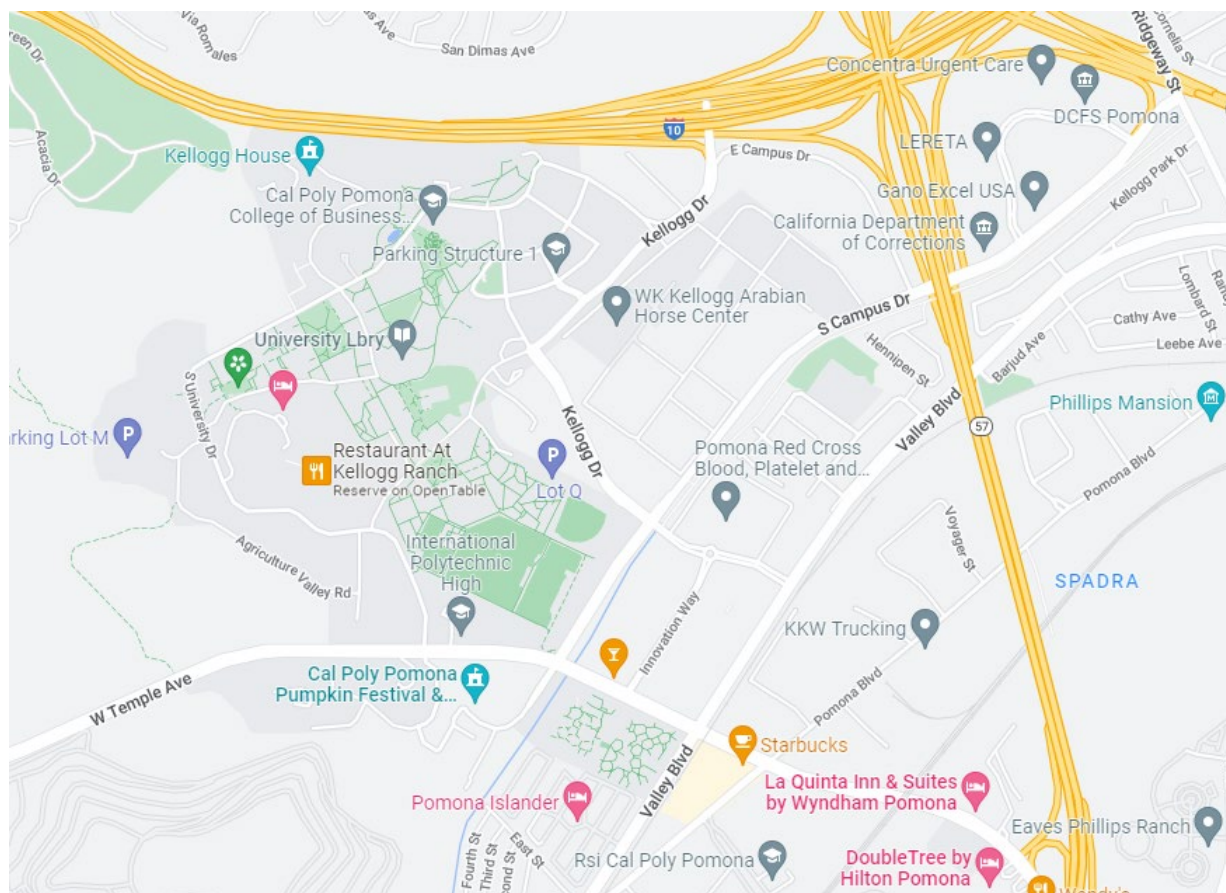 Via Romales
San Dimas Ave
Ridgeway St
Cornelia St
Concentra Urgent Care
DCFS Pomona
10
Acacia Dr
Kellogg House
E Campus Dr
LERETA
Kellogg Park Dr
Cal Poly Pomona
College of Business...
Gano Excel USA
California Department
of Corrections
Kellogg Dr
Parking Structure 1
WK Kellogg Arabian
Horse Center
S Campus Dr
Lombard St
Cathy Ave
Leebe Ave
University Lbry
Hennipen St
Barjud Ave
S University Dr
Phillips Mansion
Valley Blvd
57
P
arking Lot M
Restaurant At
Kellogg Ranch
Reserve on OpenTable
Kellogg Dr
P
Lot Q
Pomona Red Cross
Blood, Platelet and...
Pomona Blvd
Voyager St
Agriculture Valley Rd
International
Polytechnic
High
SPADRA
Innovation Way
KKW Trucking
Cal Poly Pomona
Pumpkin Festival &...
W Temple Ave
Pomona Blvd
Starbucks
Valley Blvd
La Quinta Inn & Suites
by Wyndham Pomona
Pomona Islander
Eaves Phillips Ranch
Fourth St
Third St
ond St
East St
Rsi Cal Poly Pomona
DoubleTree by
Hilton Pomona
Wendy's